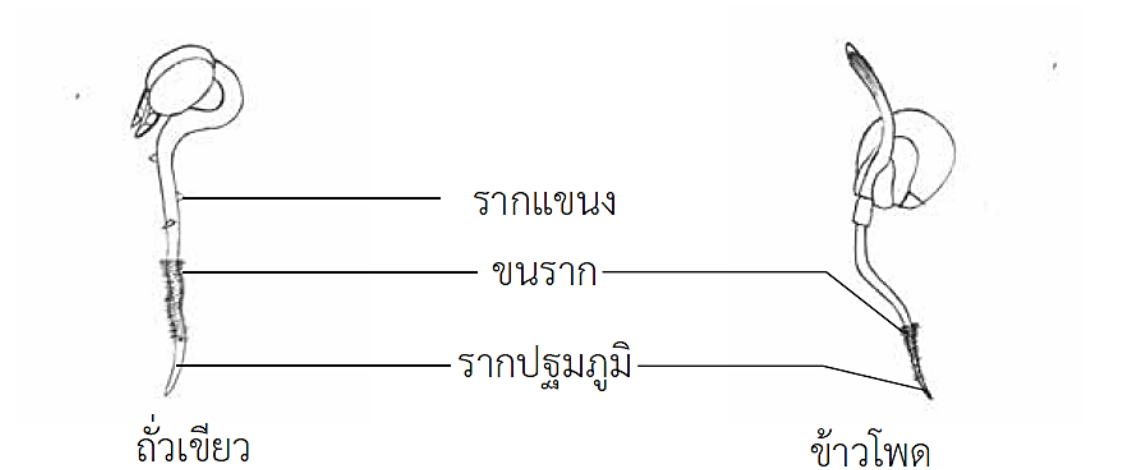 รากแขนง
ขนราก
รากปฐมภูมิ
ถั่วเขียว
ข้าวโพด